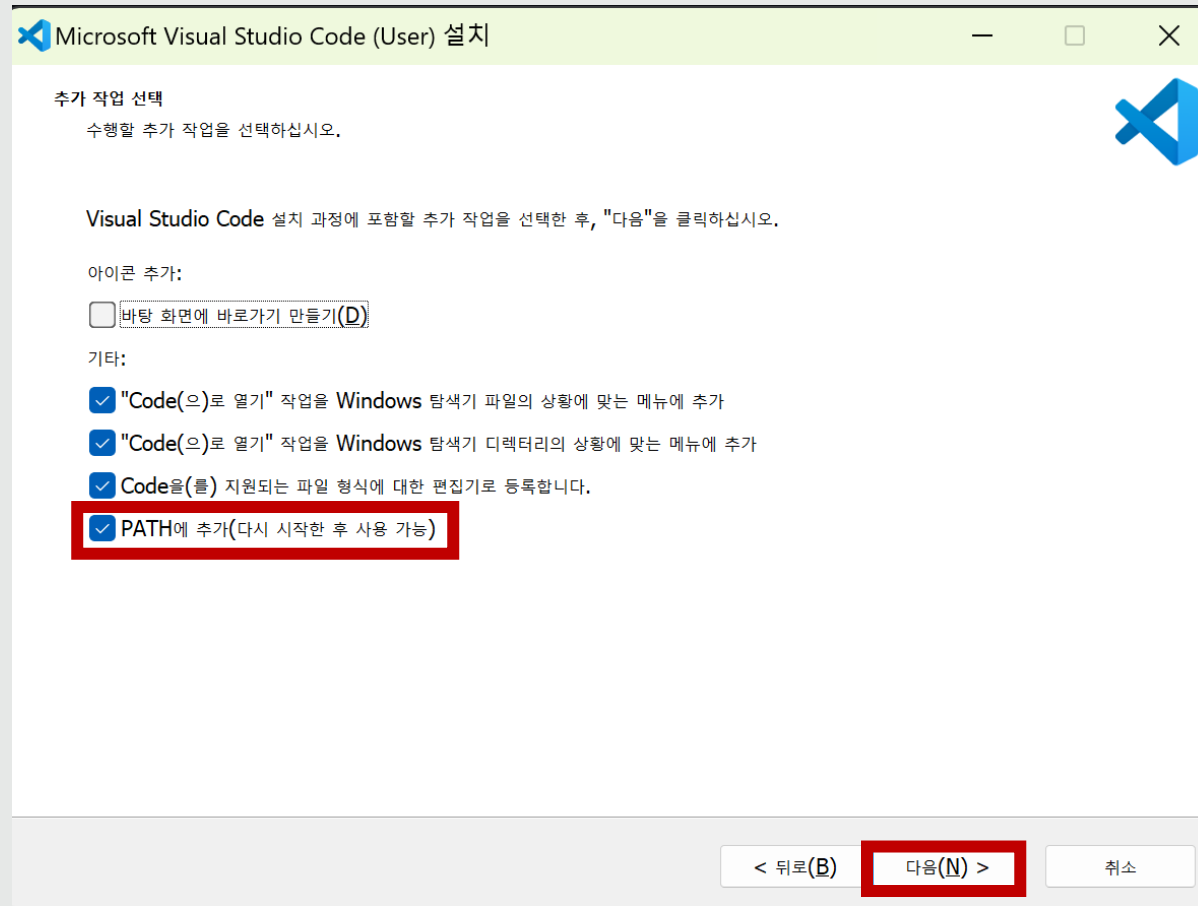 Microsoft Visual Studio Code (User) 설치
추가 작업 선택
수행할 추가 작업을 선택하십시오.
Visual Studio Code 설치 과정에 포함할 추가 작업을 선택한 후, "다음"을 클릭하십시오.
아이콘 추가:
바탕 화면에 바로가기 만들기(D)
기타:
"Code(으)로 열기" 작업을 Windows 탐색기 파일의 상황에 맞는 메뉴에 추가
"Code(으)로 열기" 작업을 Windows 탐색기 디렉터리의 상황에 맞는 메뉴에 추가
Code을(를) 지원되는 파일 형식에 대한 편집기로 등록합니다.
PATH에 추가(다시 시작한 후 사용 가능)
< 뒤로(B) 다음(N) > 취소